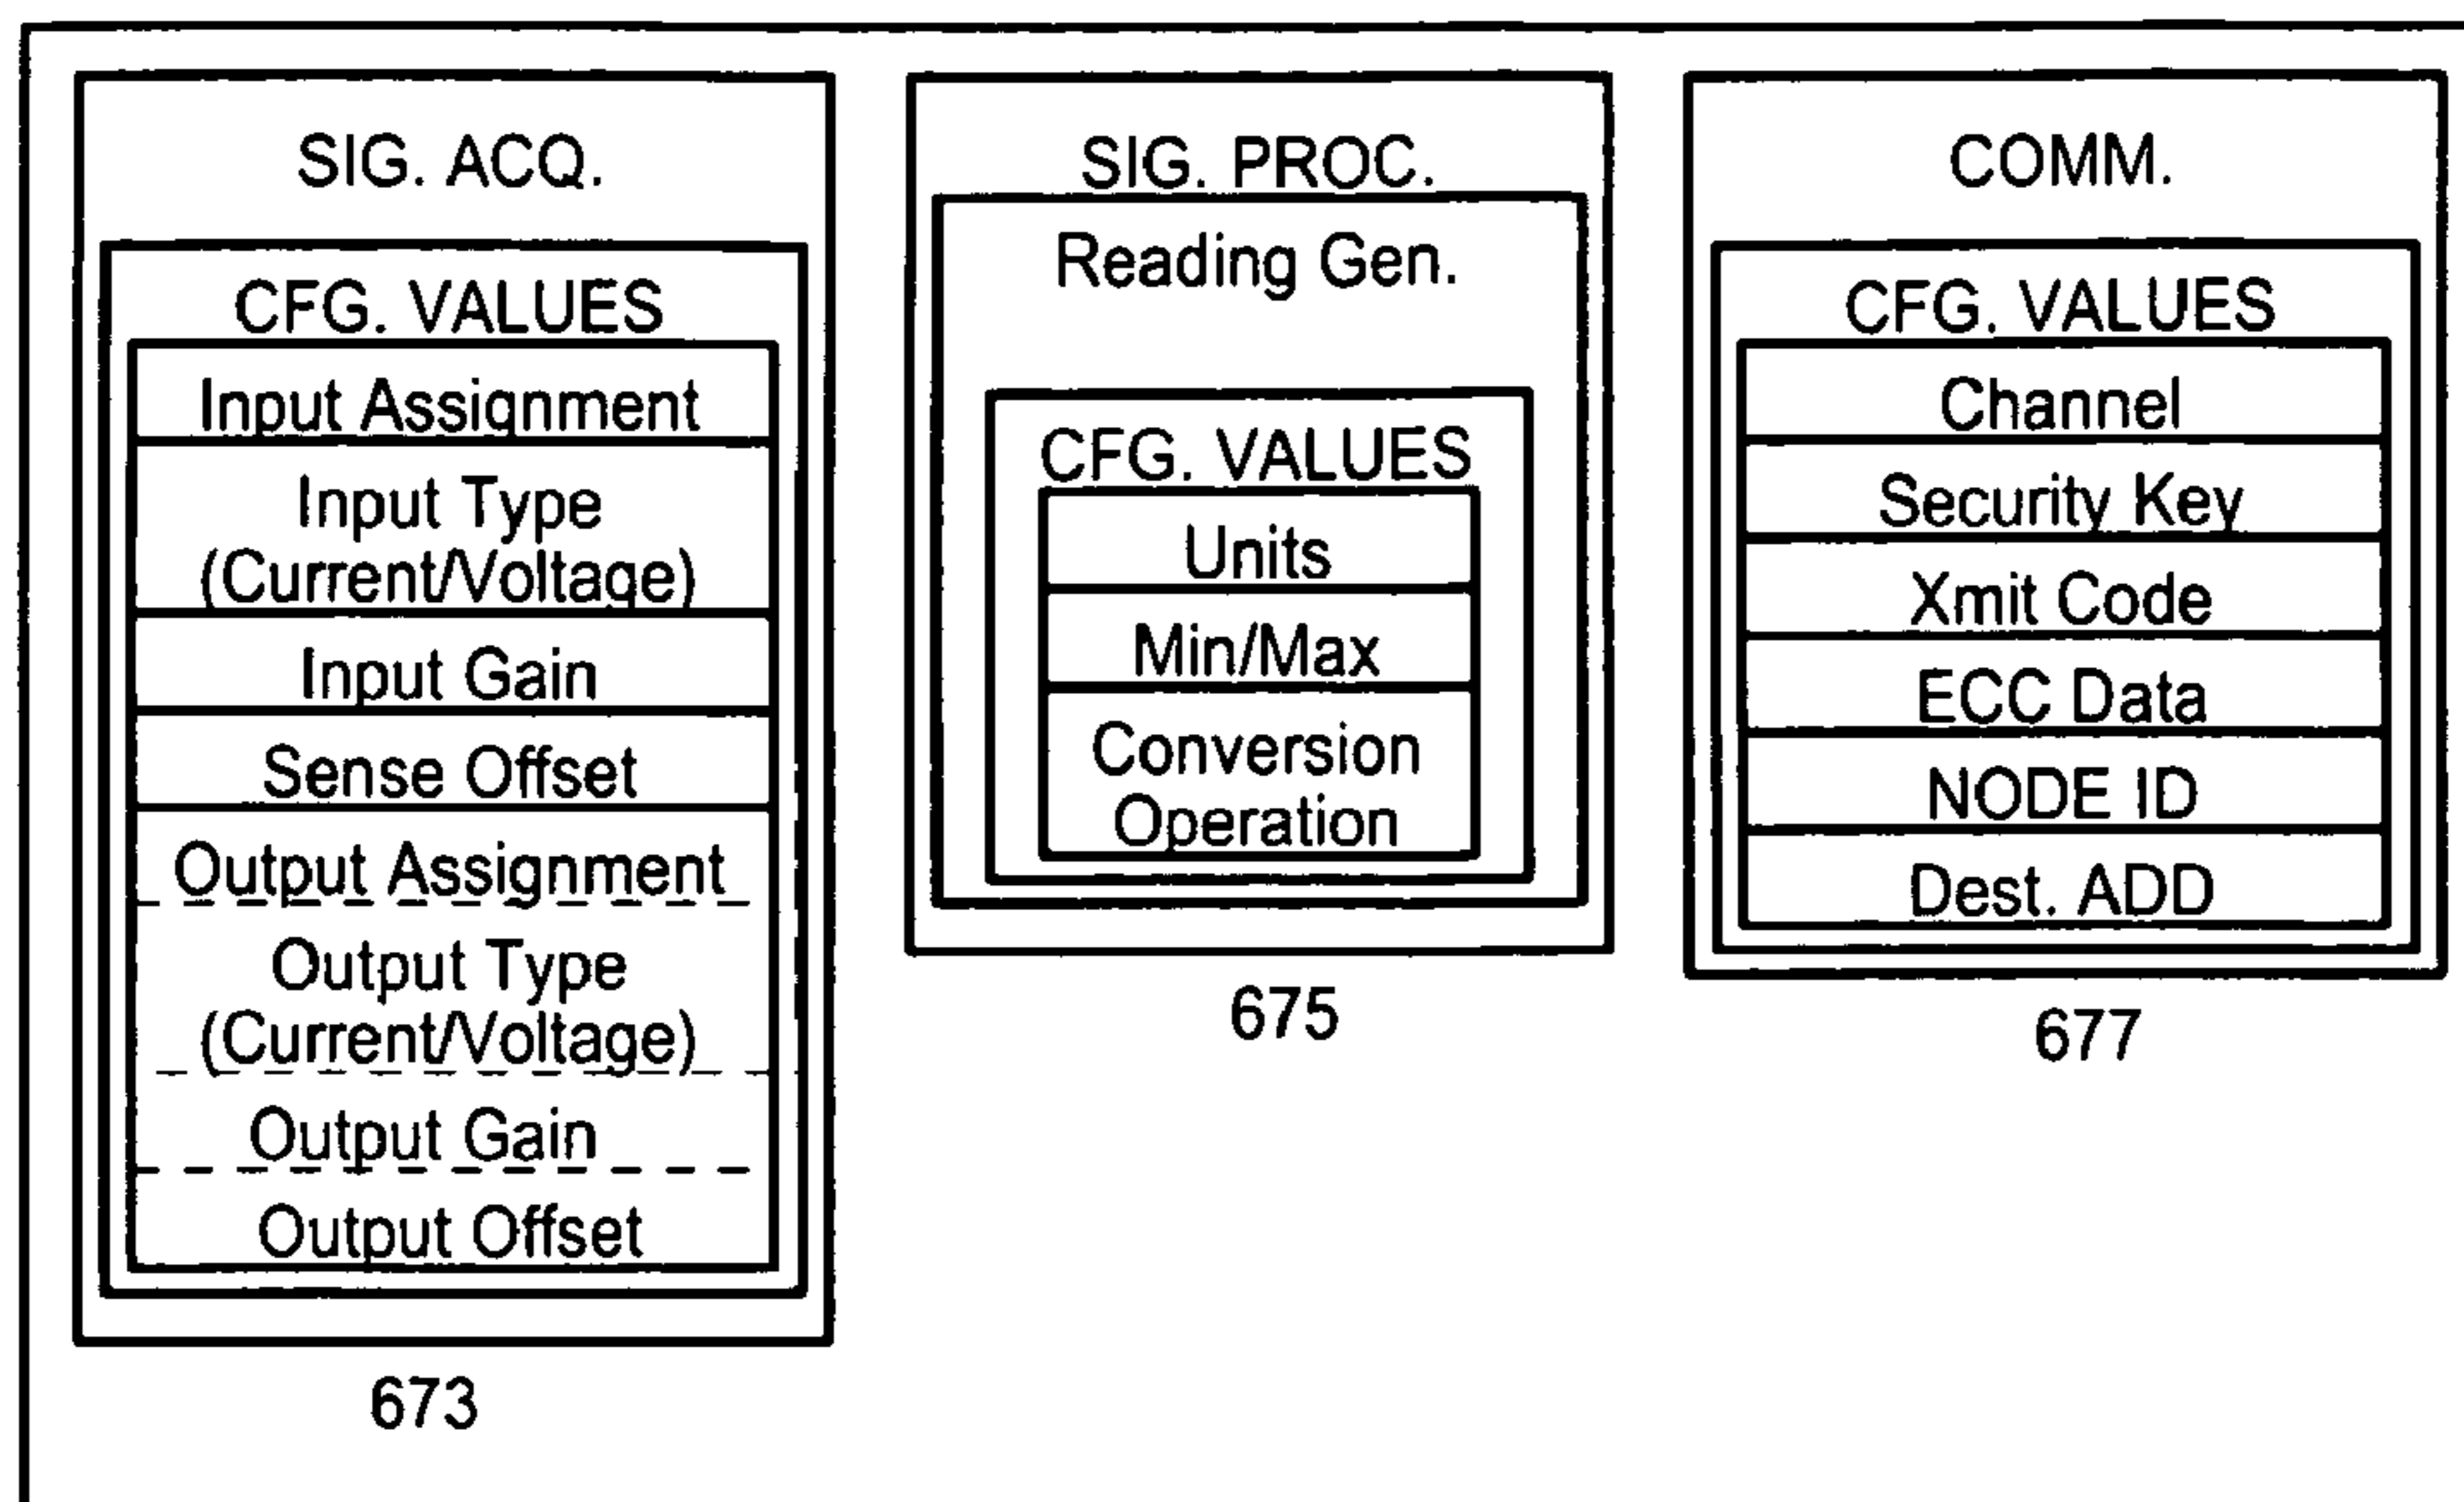 SIG. ACQ.
CFG. VALUES
Input Assignment
Input Type
(Current/Voltage)
Input Gain
Sense Offset
Output Assignment
Output Type
(Current/Voltage)
Output Gain
Output Offset
673
SIG. PROC.
Reading Gen.
CFG. VALUES
Units
Min/Max
Conversion
Operation
675
COMM.
CFG. VALUES
Channel
Security Key
Xmit Code
ECC Data
NODE ID
Dest. ADD
677